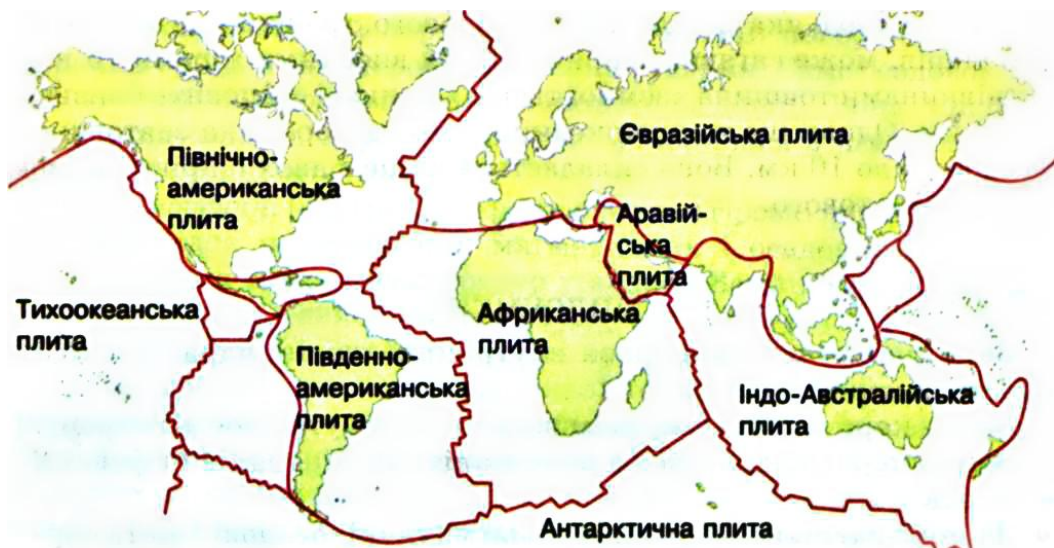 Євразійська плита
Північно-
американська
плита
Аравій-
ська
плита
Тихоокеанська
плита
Африканська
плита
Південно-
американська
плита
Індо-Австралійська
плита
Антарктична плита